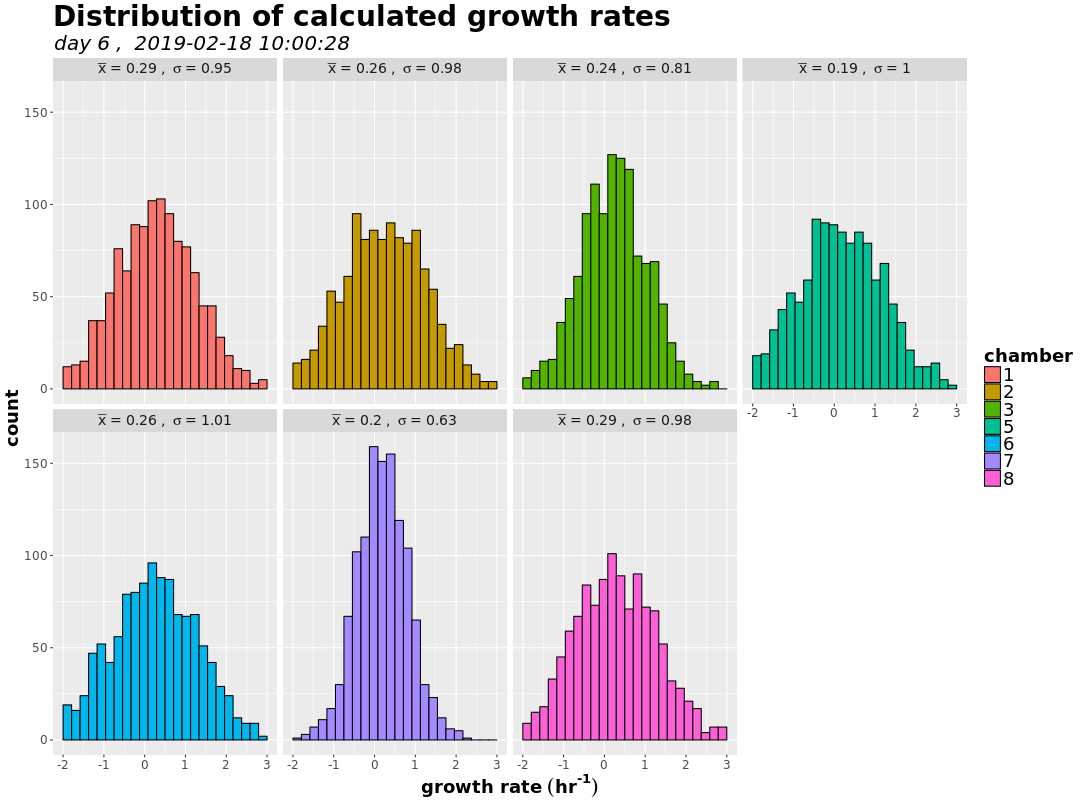 Distribution of calculated growth rates
day 6 , 2019-02-18 10:00:28
x̅ = 0.29 , σ = 0.95
x̅ = 0.26 , σ = 0.98
x̅ = 0.24 , σ = 0.81
x̅ = 0.19 , σ = 1
150
100
50
0
-2 -1 0 1 2 3
x̅ = 0.26 , σ = 1.01
x̅ = 0.2 , σ = 0.63
x̅ = 0.29 , σ = 0.98
150
100
50
0
-2 -1 0 1 2 3
-2 -1 0 1 2 3
-2 -1 0 1 2 3
count
growth rate (hr⁻¹)
chamber
1
2
3
5
6
7
8